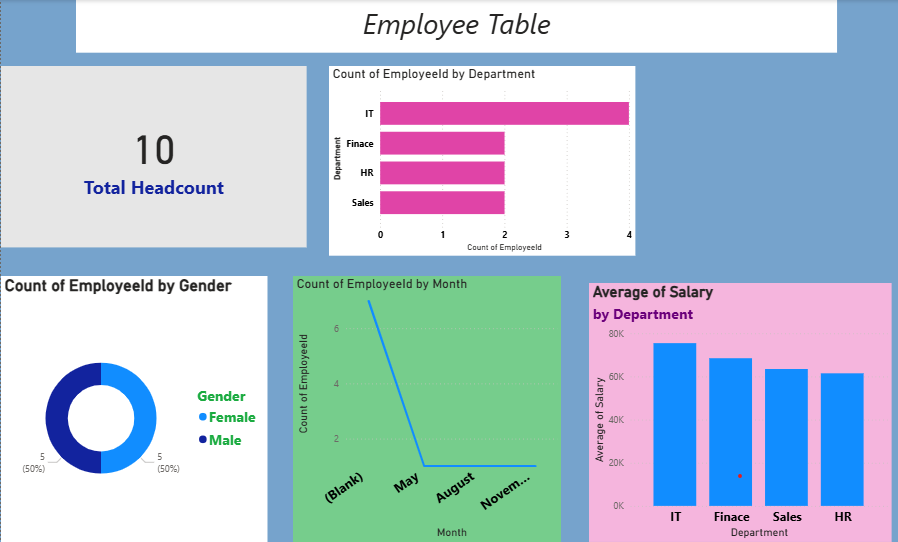 Employee Table
10
Total Headcount
Count of EmployeeId by Department
Department
IT
Finace
HR
Sales
0 1 2 3 4
Count of EmployeeId
Count of EmployeeId by Gender
5
(50%)
5
(50%)
Gender
Female
Male
Count of EmployeeId by Month
Count of EmployeeId
6
4
2
(Blank) May August Novem...
Month
Average of Salary
by Department
Average of Salary
80K
60K
40K
20K
0K
IT Finace Sales HR
Department